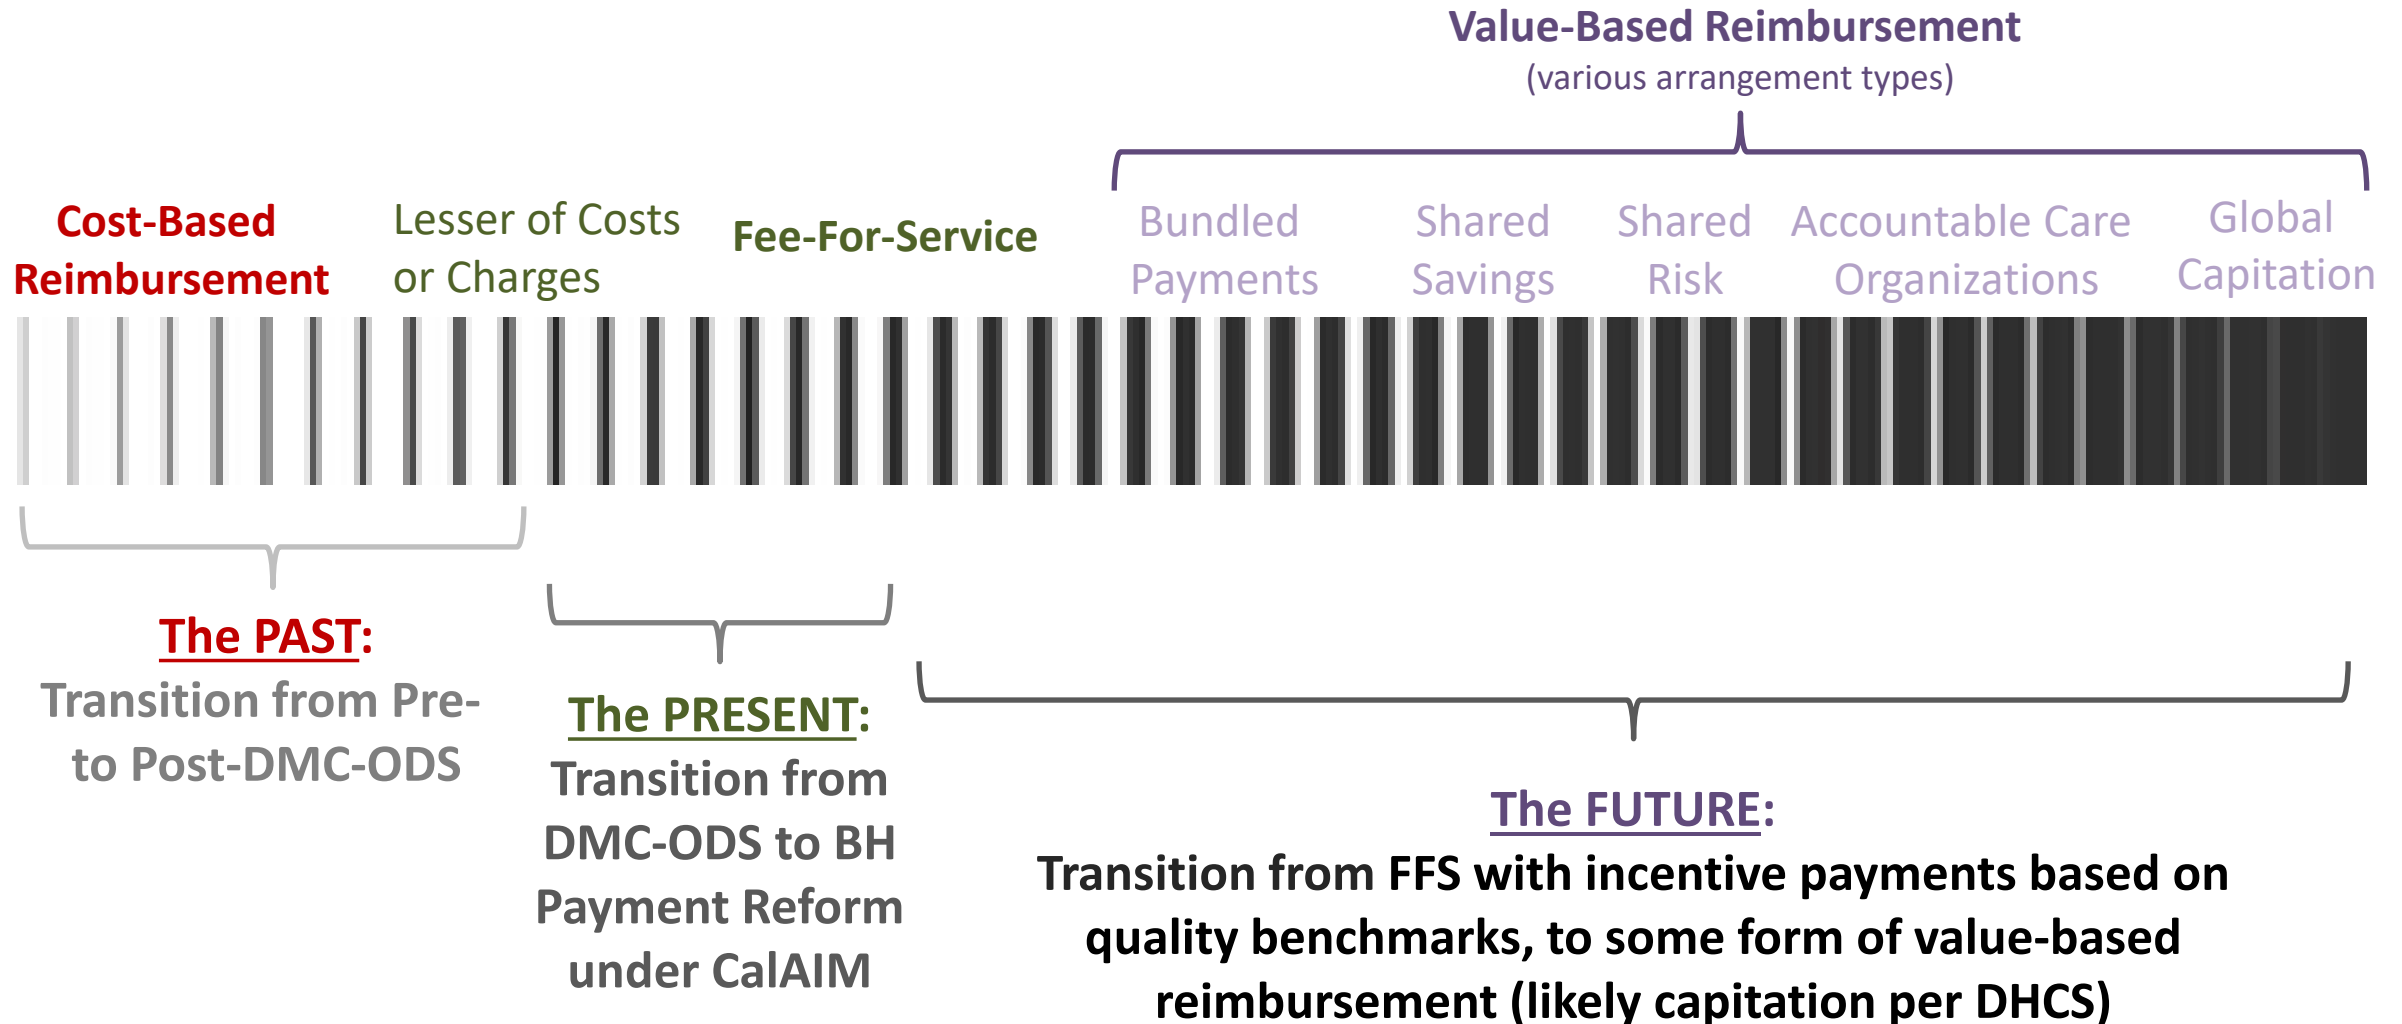 Value-Based Reimbursement
(various arrangement types)
Cost-Based
Reimbursement
Lesser of Costs
or Charges
Fee-For-Service
Bundled
Payments
Shared
Savings
Shared
Risk
Accountable Care
Organizations
Global
Capitation
The PAST:
Transition from Pre-
to Post-DMC-ODS
The PRESENT:
Transition from
DMC-ODS to BH
Payment Reform
under CalAIM
The FUTURE:
Transition from FFS with incentive payments based on
quality benchmarks, to some form of value-based
reimbursement (likely capitation per DHCS)